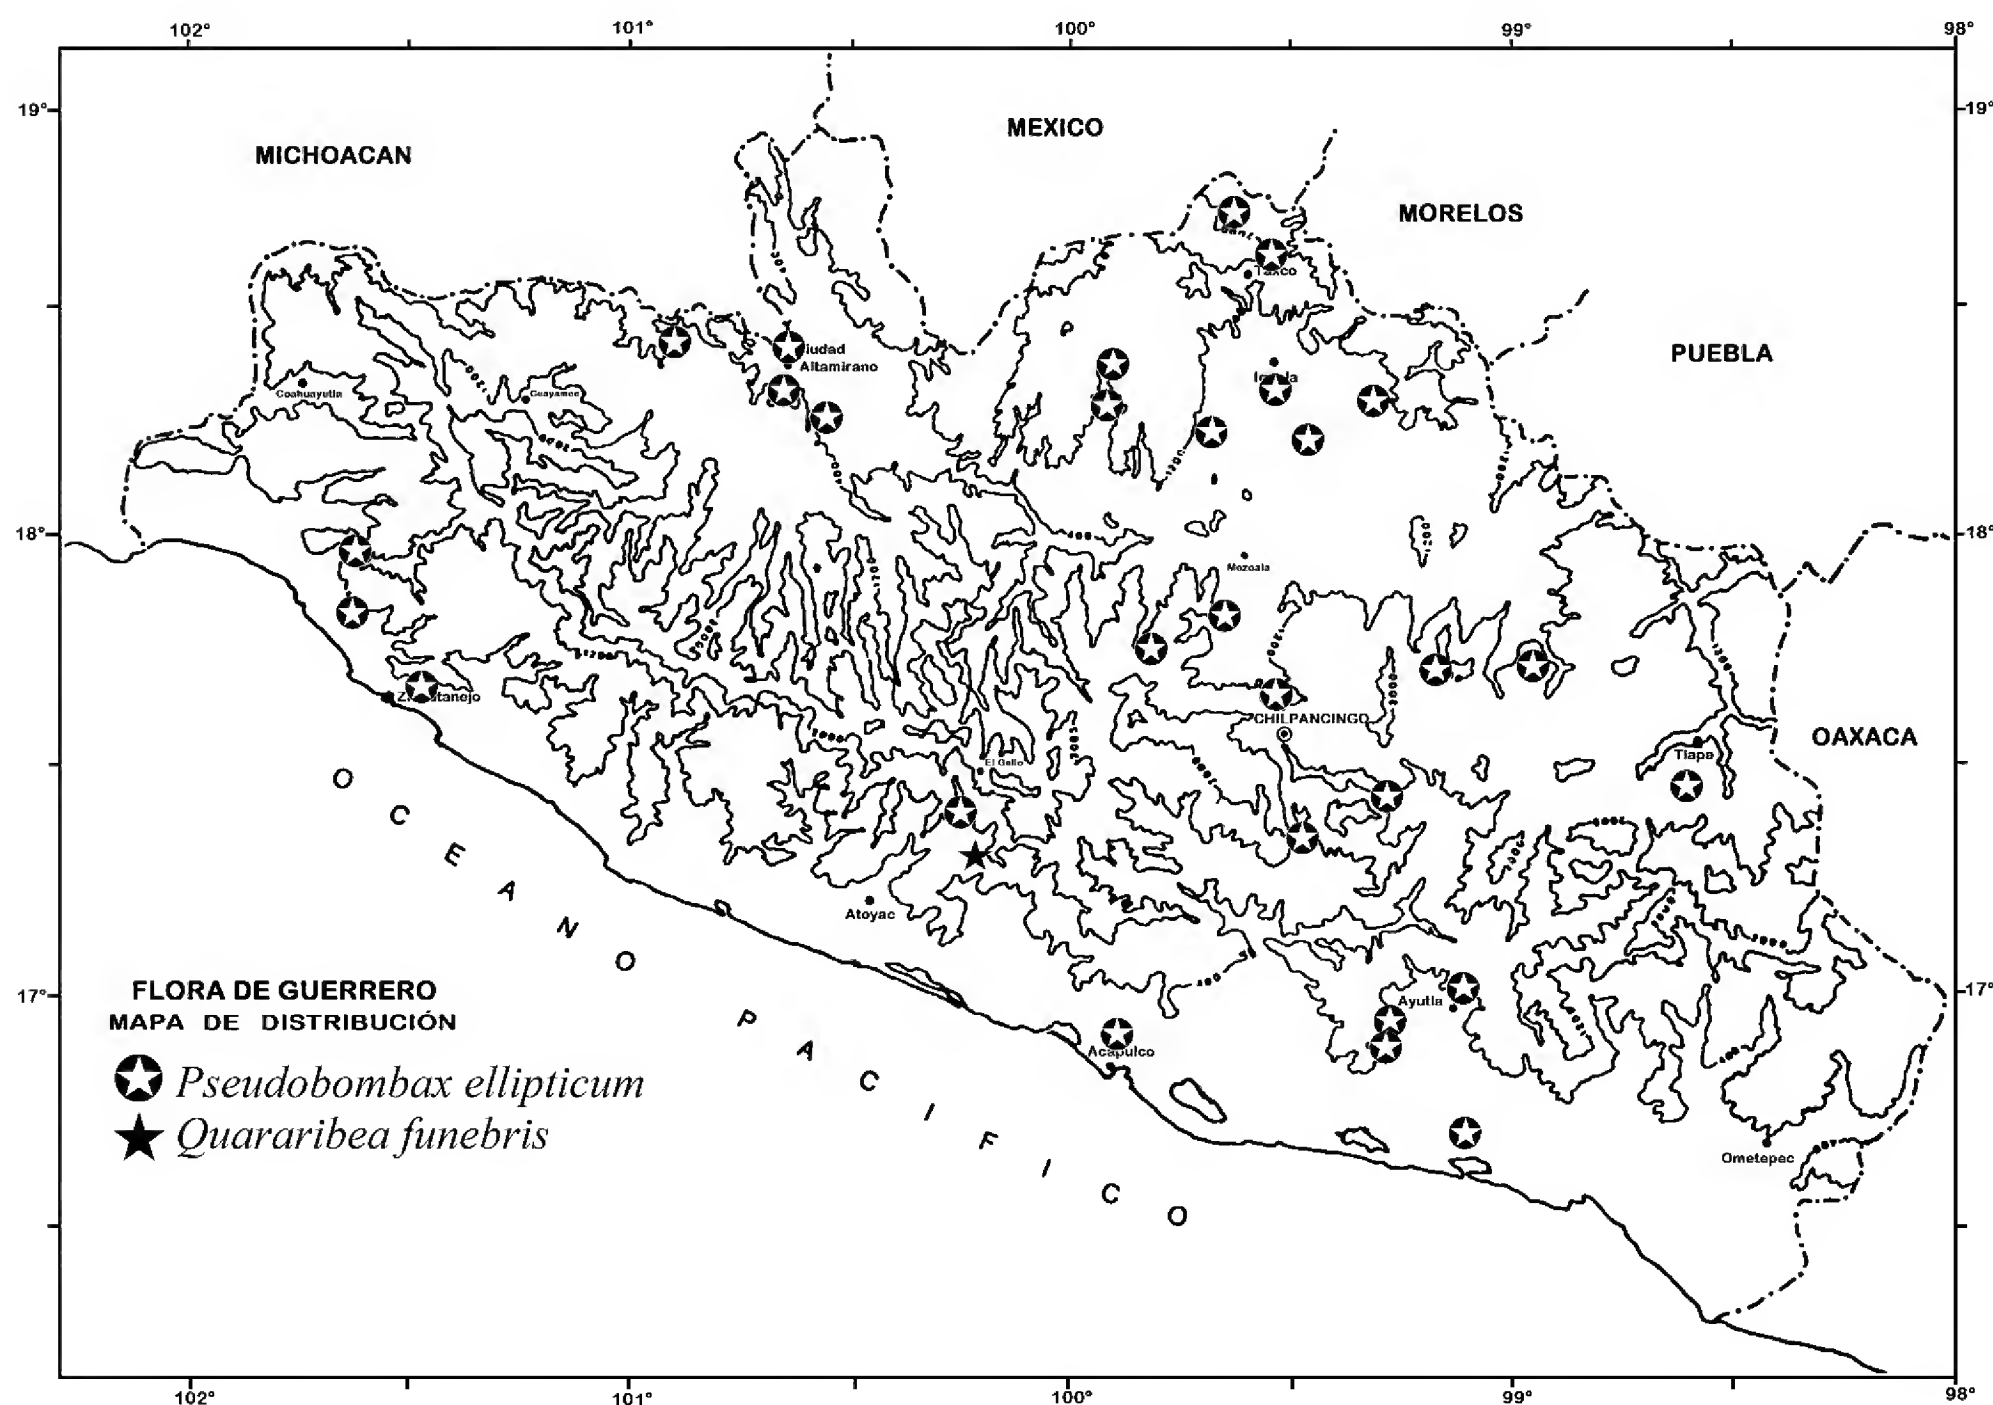 102° 101° 100° 99° 98°
19° 19°
MEXICO
MICHOACAN
MORELOS
Taxco
PUEBLA
Ciudad
Altamirano
Iguala
Coahuayutla
Guayameo
18° 18°
Mezcala
Zihuatanejo
CHILPANCINGO
OAXACA
Tlapa
El Gallo
Atoyac
OCEANO PACIFICO
17° 17°
FLORA DE GUERRERO
MAPA DE DISTRIBUCIÓN
Ayutla
Acapulco
Pseudobombax ellipticum
Quararibea funebris
Ometepec
102° 101° 100° 99° 98°